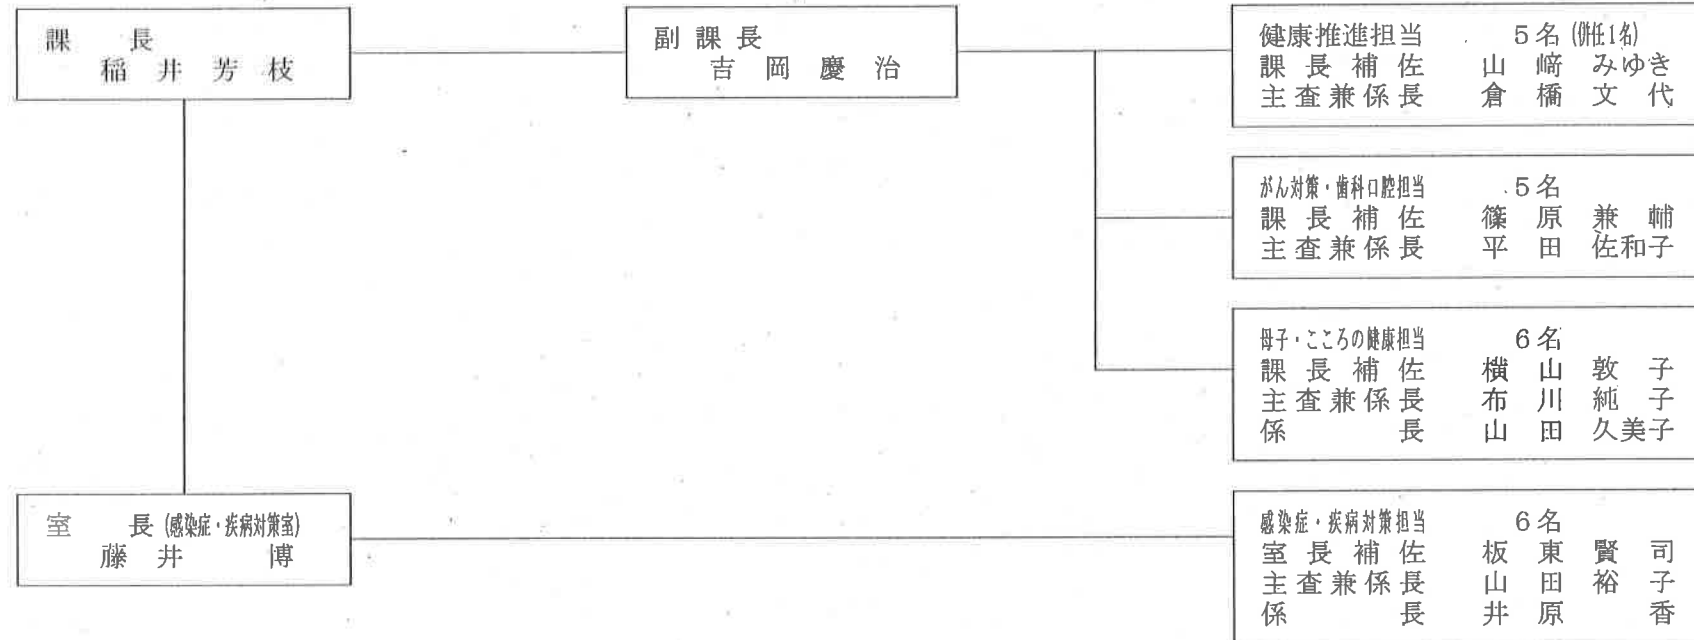 課長
稲井芳枝
副課長
吉岡慶治
健康推進担当 5名(併任1名)
課長補佐 山﨑みゆき
主査兼係長 倉橋文代
がん対策・歯科口腔担当 5名
課長補佐 篠原兼輔
主査兼係長 平田佐和子
母子・こころの健康担当 6名
課長補佐 横山敦子
主査兼係長 布川純子
係長 山田久美子
室長(感染症・疾病対策室)
藤井博
感染症・疾病対策担当 6名
室長補佐 板東賢司
主査兼係長 山田裕子
係長 井原香